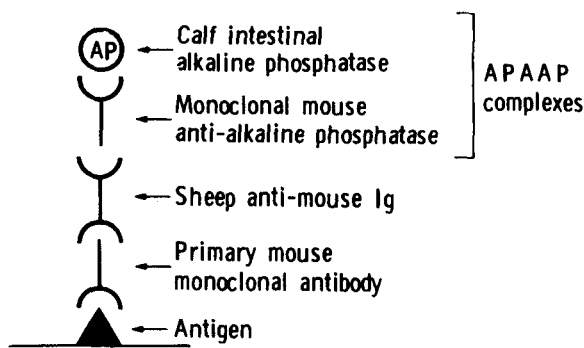 AP
Calf intestinal
alkaline phosphatase
APAAP
complexes
Monoclonal mouse
anti-alkaline phosphatase
Sheep anti-mouse Ig
Primary mouse
monoclonal antibody
Antigen